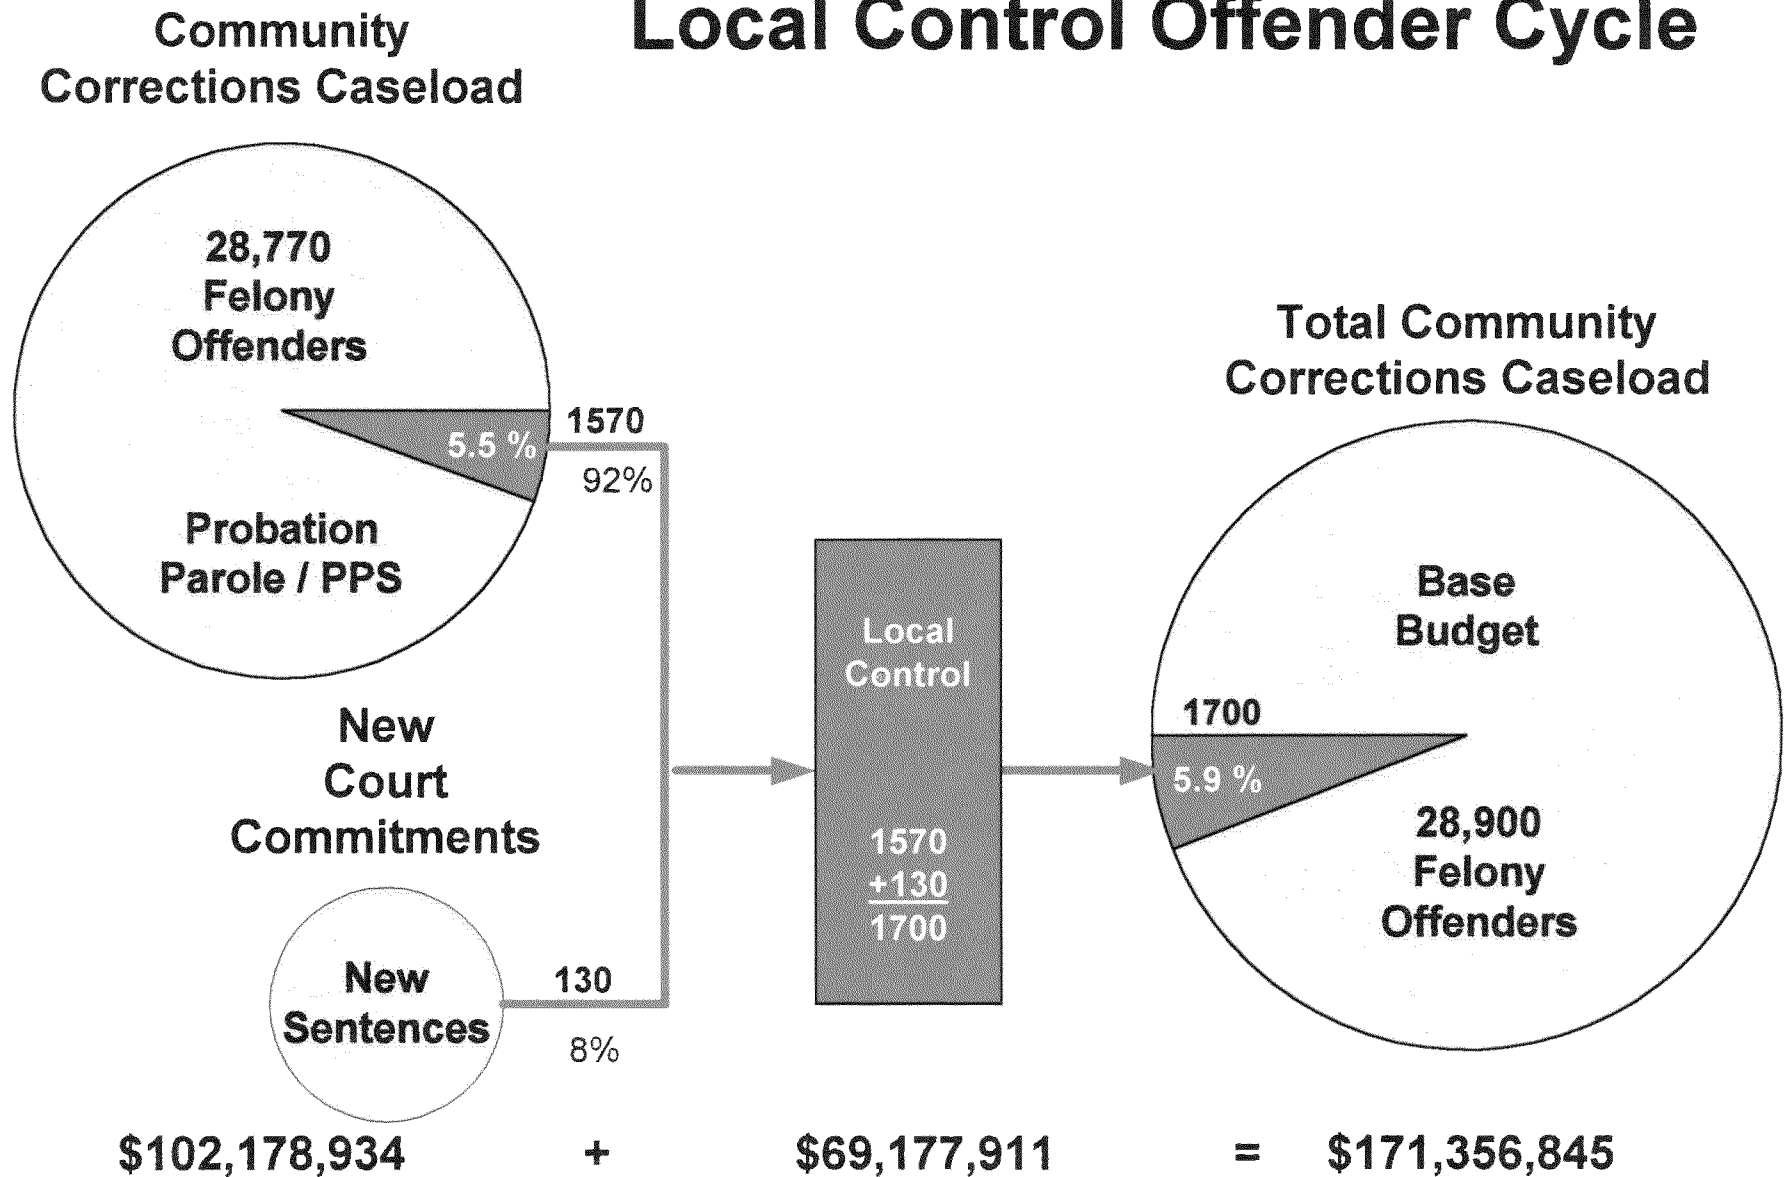 Local Control Offender Cycle
Community
Corrections Caseload
28,770
Felony
Offenders
5.5 %
1570
92%
Probation
Parole / PPS
New
Court
Commitments
New
Sentences
130
8%
Local
Control
1570
+130
1700
Total Community
Corrections Caseload
Base
Budget
1700
5.9 %
28,900
Felony
Offenders
$102,178,934 + $69,177,911 = $171,356,845